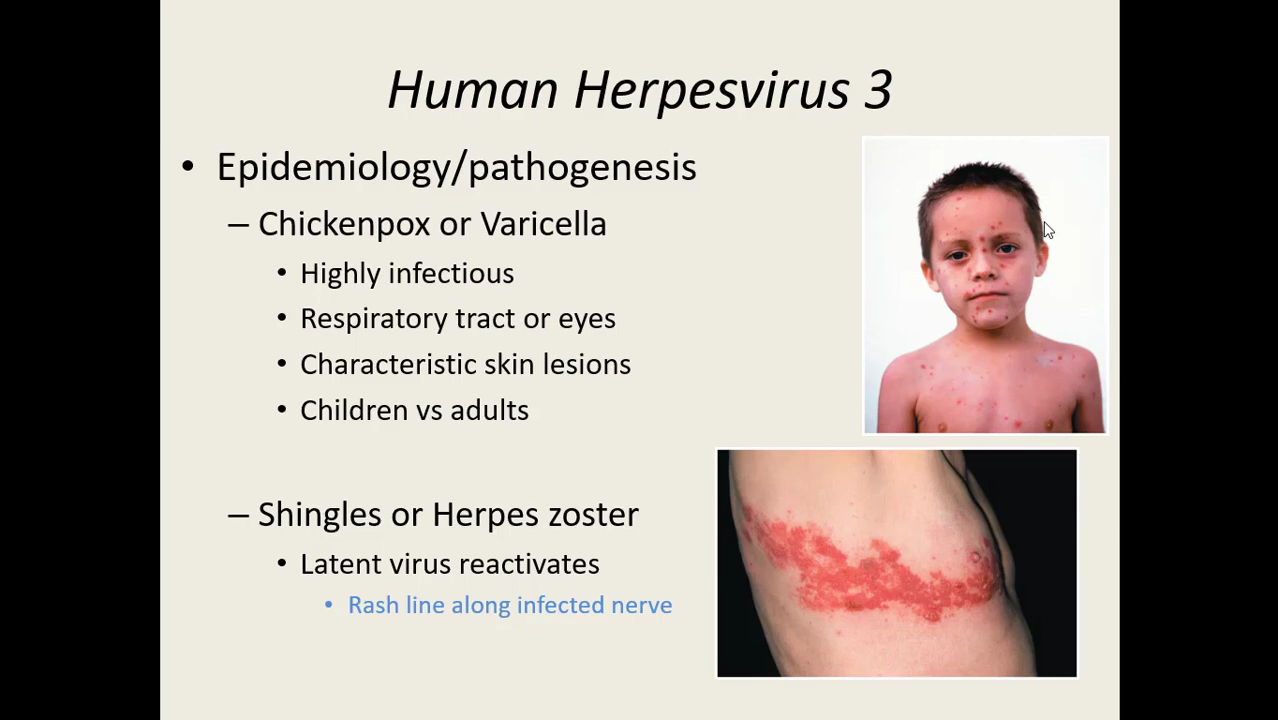 Human Herpesvirus 3
• Epidemiology/pathogenesis
– Chickenpox or Varicella
• Highly infectious
• Respiratory tract or eyes
• Characteristic skin lesions
• Children vs adults
– Shingles or Herpes zoster
• Latent virus reactivates
• Rash line along infected nerve